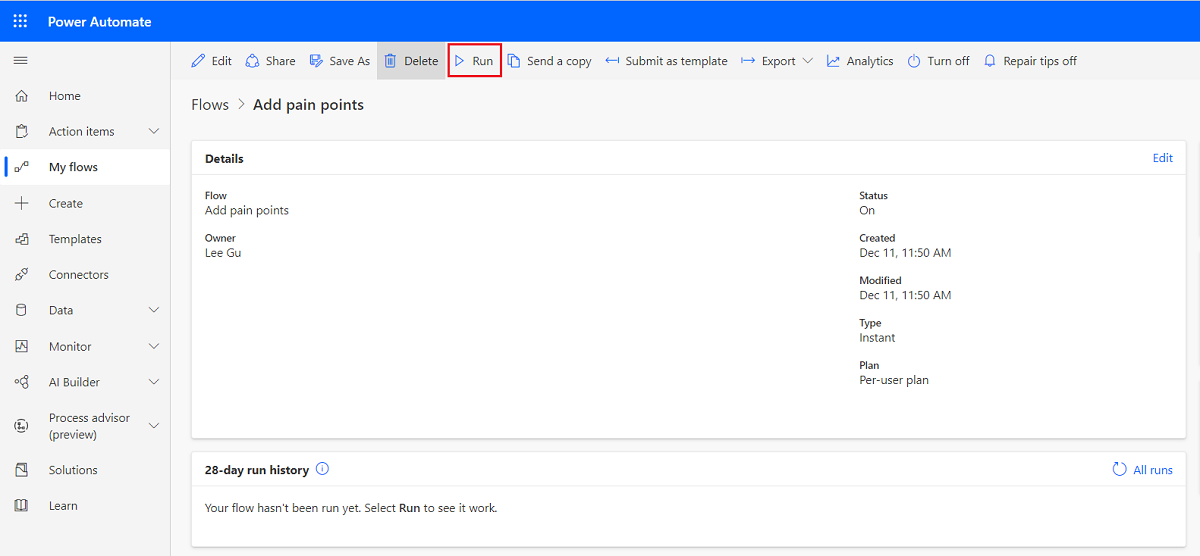 Power Automate
Edit Share Save As Delete Run Send a copy Submit as template Export Analytics Turn off Repair tips off
Home
Action items
My flows
Create
Templates
Connectors
Data
Monitor
AI Builder
Process advisor
(preview)
Solutions
Learn
Flows > Add pain points
Details Edit
Flow
Add pain points
Owner
Lee Gu
Status
On
Created
Dec 11, 11:50 AM
Modified
Dec 11, 11:50 AM
Type
Instant
Plan
Per-user plan
28-day run history All runs
Your flow hasn't been run yet. Select Run to see it work.